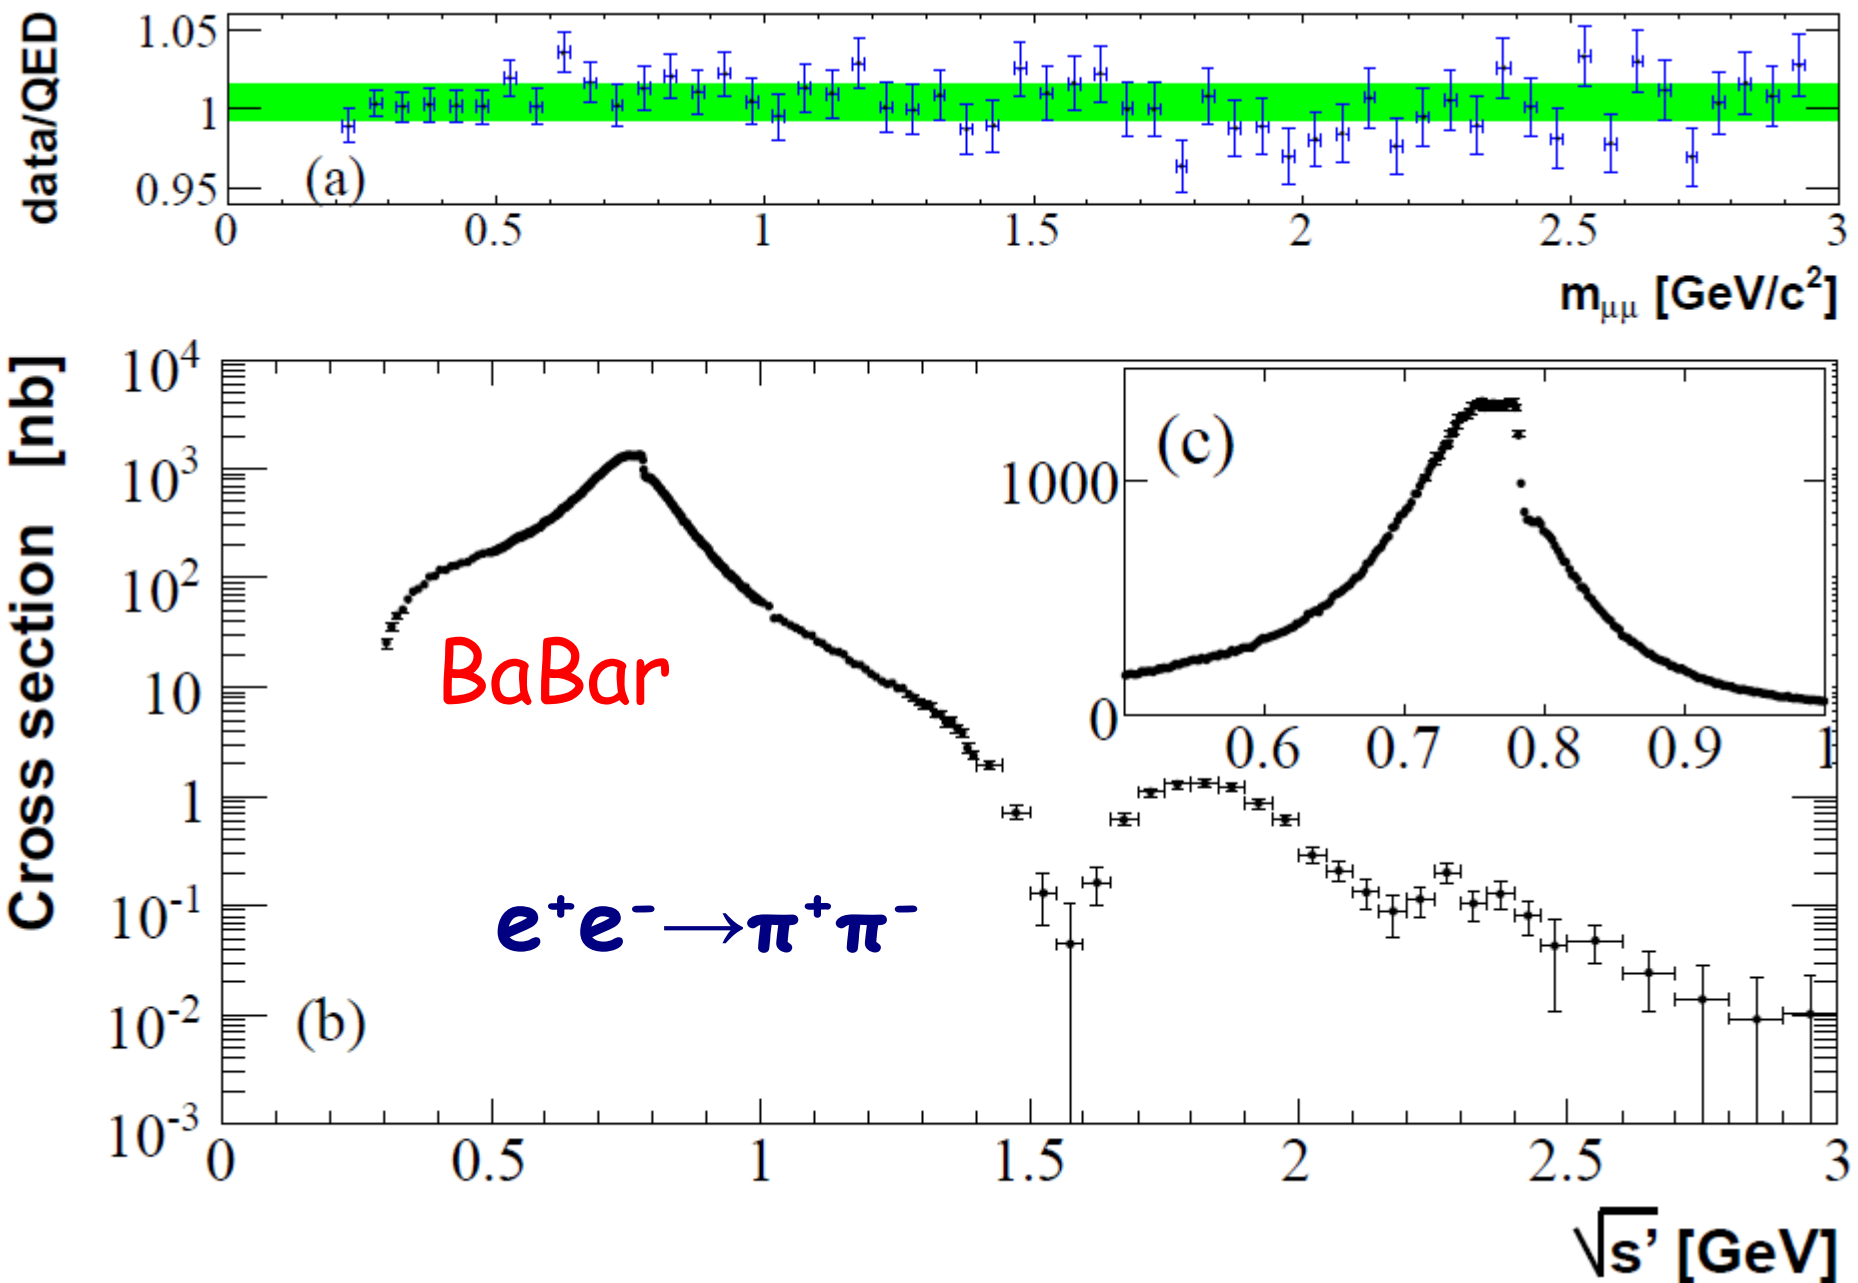 data/QED
1.05
1
0.95
(a)
0 0.5 1 1.5 2 2.5 3
m_μμ [GeV/c²]
Cross section [nb]
10⁴
10³
10²
10
1
10⁻¹
10⁻²
10⁻³
BaBar
e⁺e⁻→π⁺π⁻
(b)
(c)
1000
0
0.6 0.7 0.8 0.9 1
0 0.5 1 1.5 2 2.5 3
√s’ [GeV]